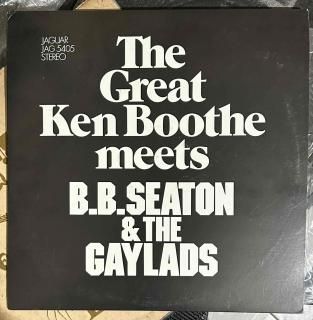 JAGUAR
JAG 5405
STEREO
The
Great
Ken Boothe
meets
B.B.SEATON
& THE
GAYLADS